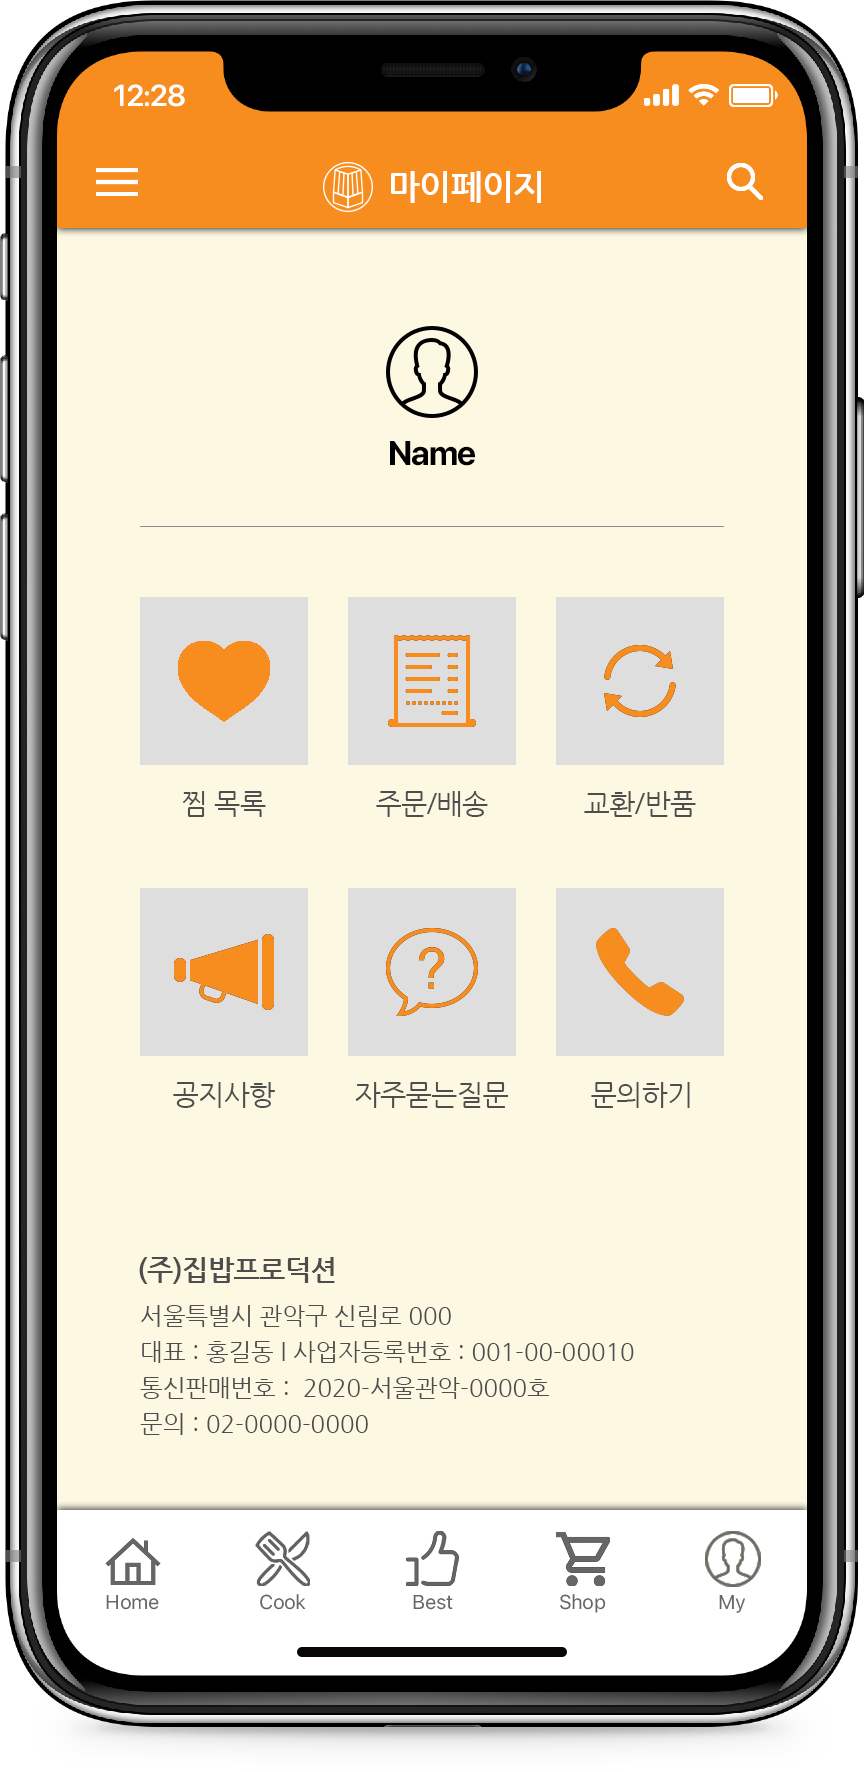 12:28
마이페이지
Name
찜 목록
주문/배송
교환/반품
공지사항
자주묻는질문
문의하기
(주)집밥프로덕션
서울특별시 관악구 신림로 000
대표 : 홍길동 I 사업자등록번호 : 001-00-00010
통신판매번호 :  2020-서울관악-0000호
문의 : 02-0000-0000
Home
Cook
Best
Shop
My